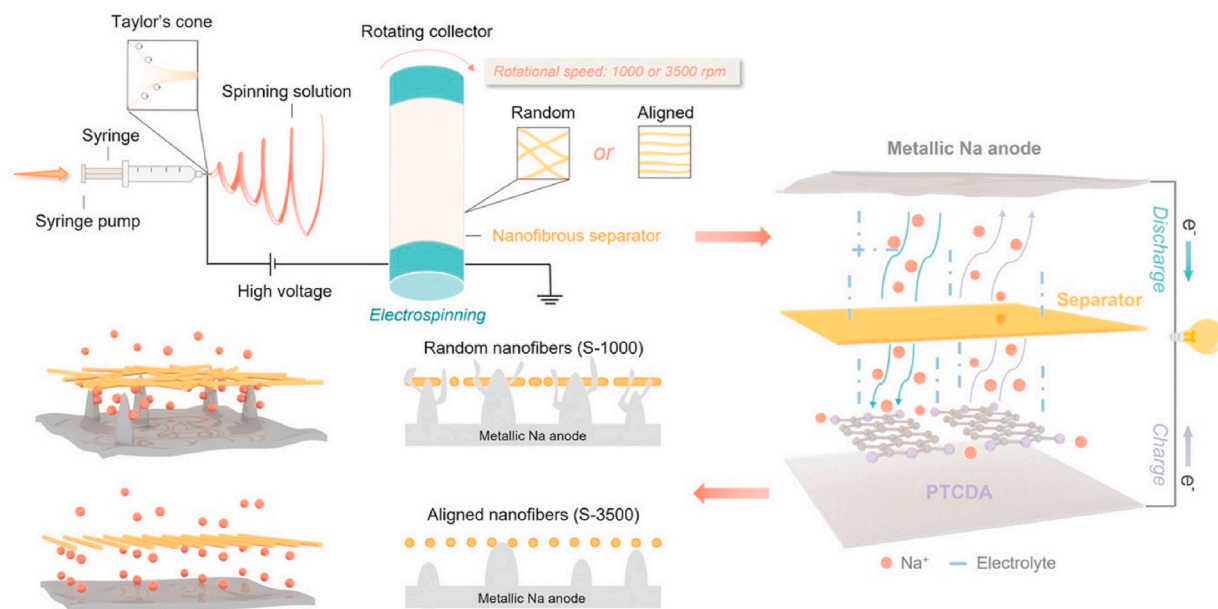 Taylor's cone
Rotating collector
Rotational speed: 1000 or 3500 rpm
Spinning solution
Random
Aligned
or
Syringe
Syringe pump
Nanofibrous separator
High voltage
Electrospinning
Metallic Na anode
Discharge
e⁻
Separator
Charge
e⁻
PTCDA
Na⁺
Electrolyte
Random nanofibers (S-1000)
Metallic Na anode
Aligned nanofibers (S-3500)
Metallic Na anode